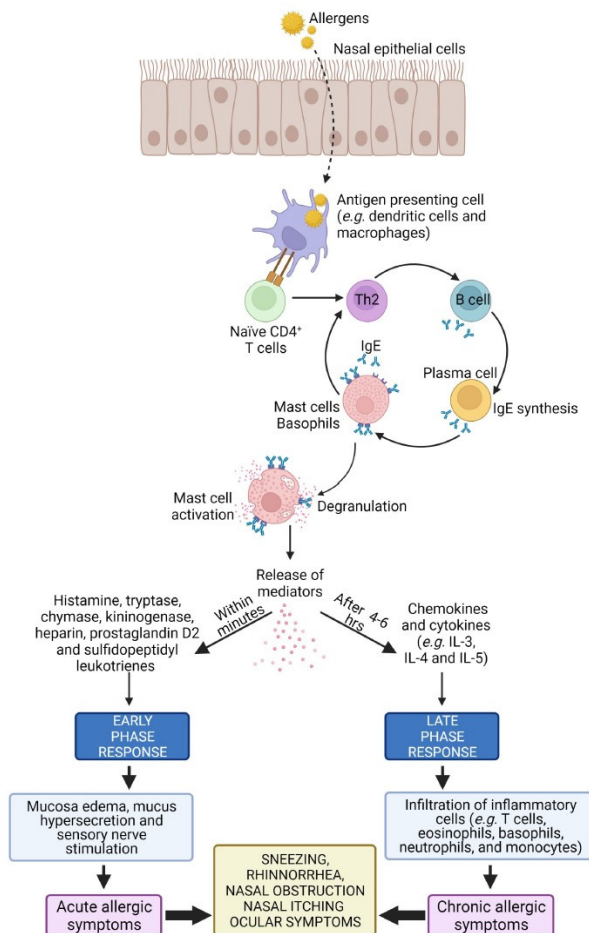 Allergens
Nasal epithelial cells
Antigen presenting cell
(e.g. dendritic cells and
macrophages)
Naïve CD4⁺
T cells
Th2
B cell
IgE
Mast cells
Basophils
Plasma cell
IgE synthesis
Mast cell
activation
Degranulation
Release of
mediators
Within
minutes
After 4-6
hrs
Histamine, tryptase,
chymase, kininogenase,
heparin, prostaglandin D2
and sulfidopeptidyl
leukotrienes
Chemokines
and cytokines
(e.g. IL-3,
IL-4 and IL-5)
EARLY
PHASE
RESPONSE
LATE
PHASE
RESPONSE
Mucosa edema, mucus
hypersecretion and
sensory nerve
stimulation
Infiltration of inflammatory
cells (e.g. T cells,
eosinophils, basophils,
neutrophils, and monocytes)
Acute allergic
symptoms
SNEEZING,
RHINNORRHEA,
NASAL OBSTRUCTION
NASAL ITCHING
OCULAR SYMPTOMS
Chronic allergic
symptoms